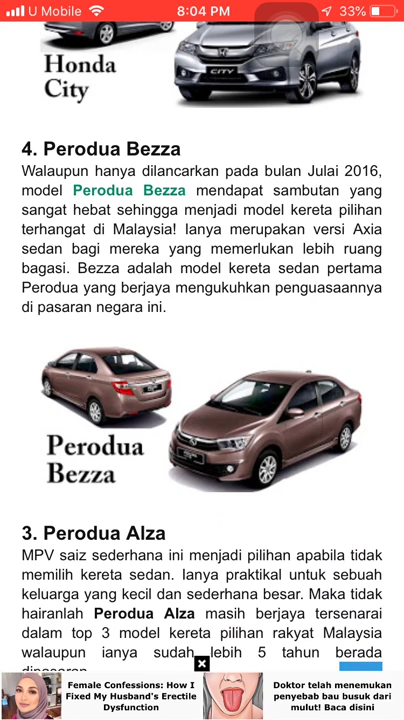 U Mobile
8:04 PM
33%
Honda
City
CITY
4. Perodua Bezza
Walaupun hanya dilancarkan pada bulan Julai 2016,
model Perodua Bezza mendapat sambutan yang
sangat hebat sehingga menjadi model kereta pilihan
terhangat di Malaysia! Ianya merupakan versi Axia
sedan bagi mereka yang memerlukan lebih ruang
bagasi. Bezza adalah model kereta sedan pertama
Perodua yang berjaya mengukuhkan penguasaannya
di pasaran negara ini.
Perodua
Bezza
3. Perodua Alza
MPV saiz sederhana ini menjadi pilihan apabila tidak
memilih kereta sedan. Ianya praktikal untuk sebuah
keluarga yang kecil dan sederhana besar. Maka tidak
hairanlah Perodua Alza masih berjaya tersenarai
dalam top 3 model kereta pilihan rakyat Malaysia
walaupun ianya sudah lebih 5 tahun berada
dipasaran
Female Confessions: How I
Fixed My Husband's Erectile
Dysfunction
Doktor telah menemukan
penyebab bau busuk dari
mulut! Baca disini